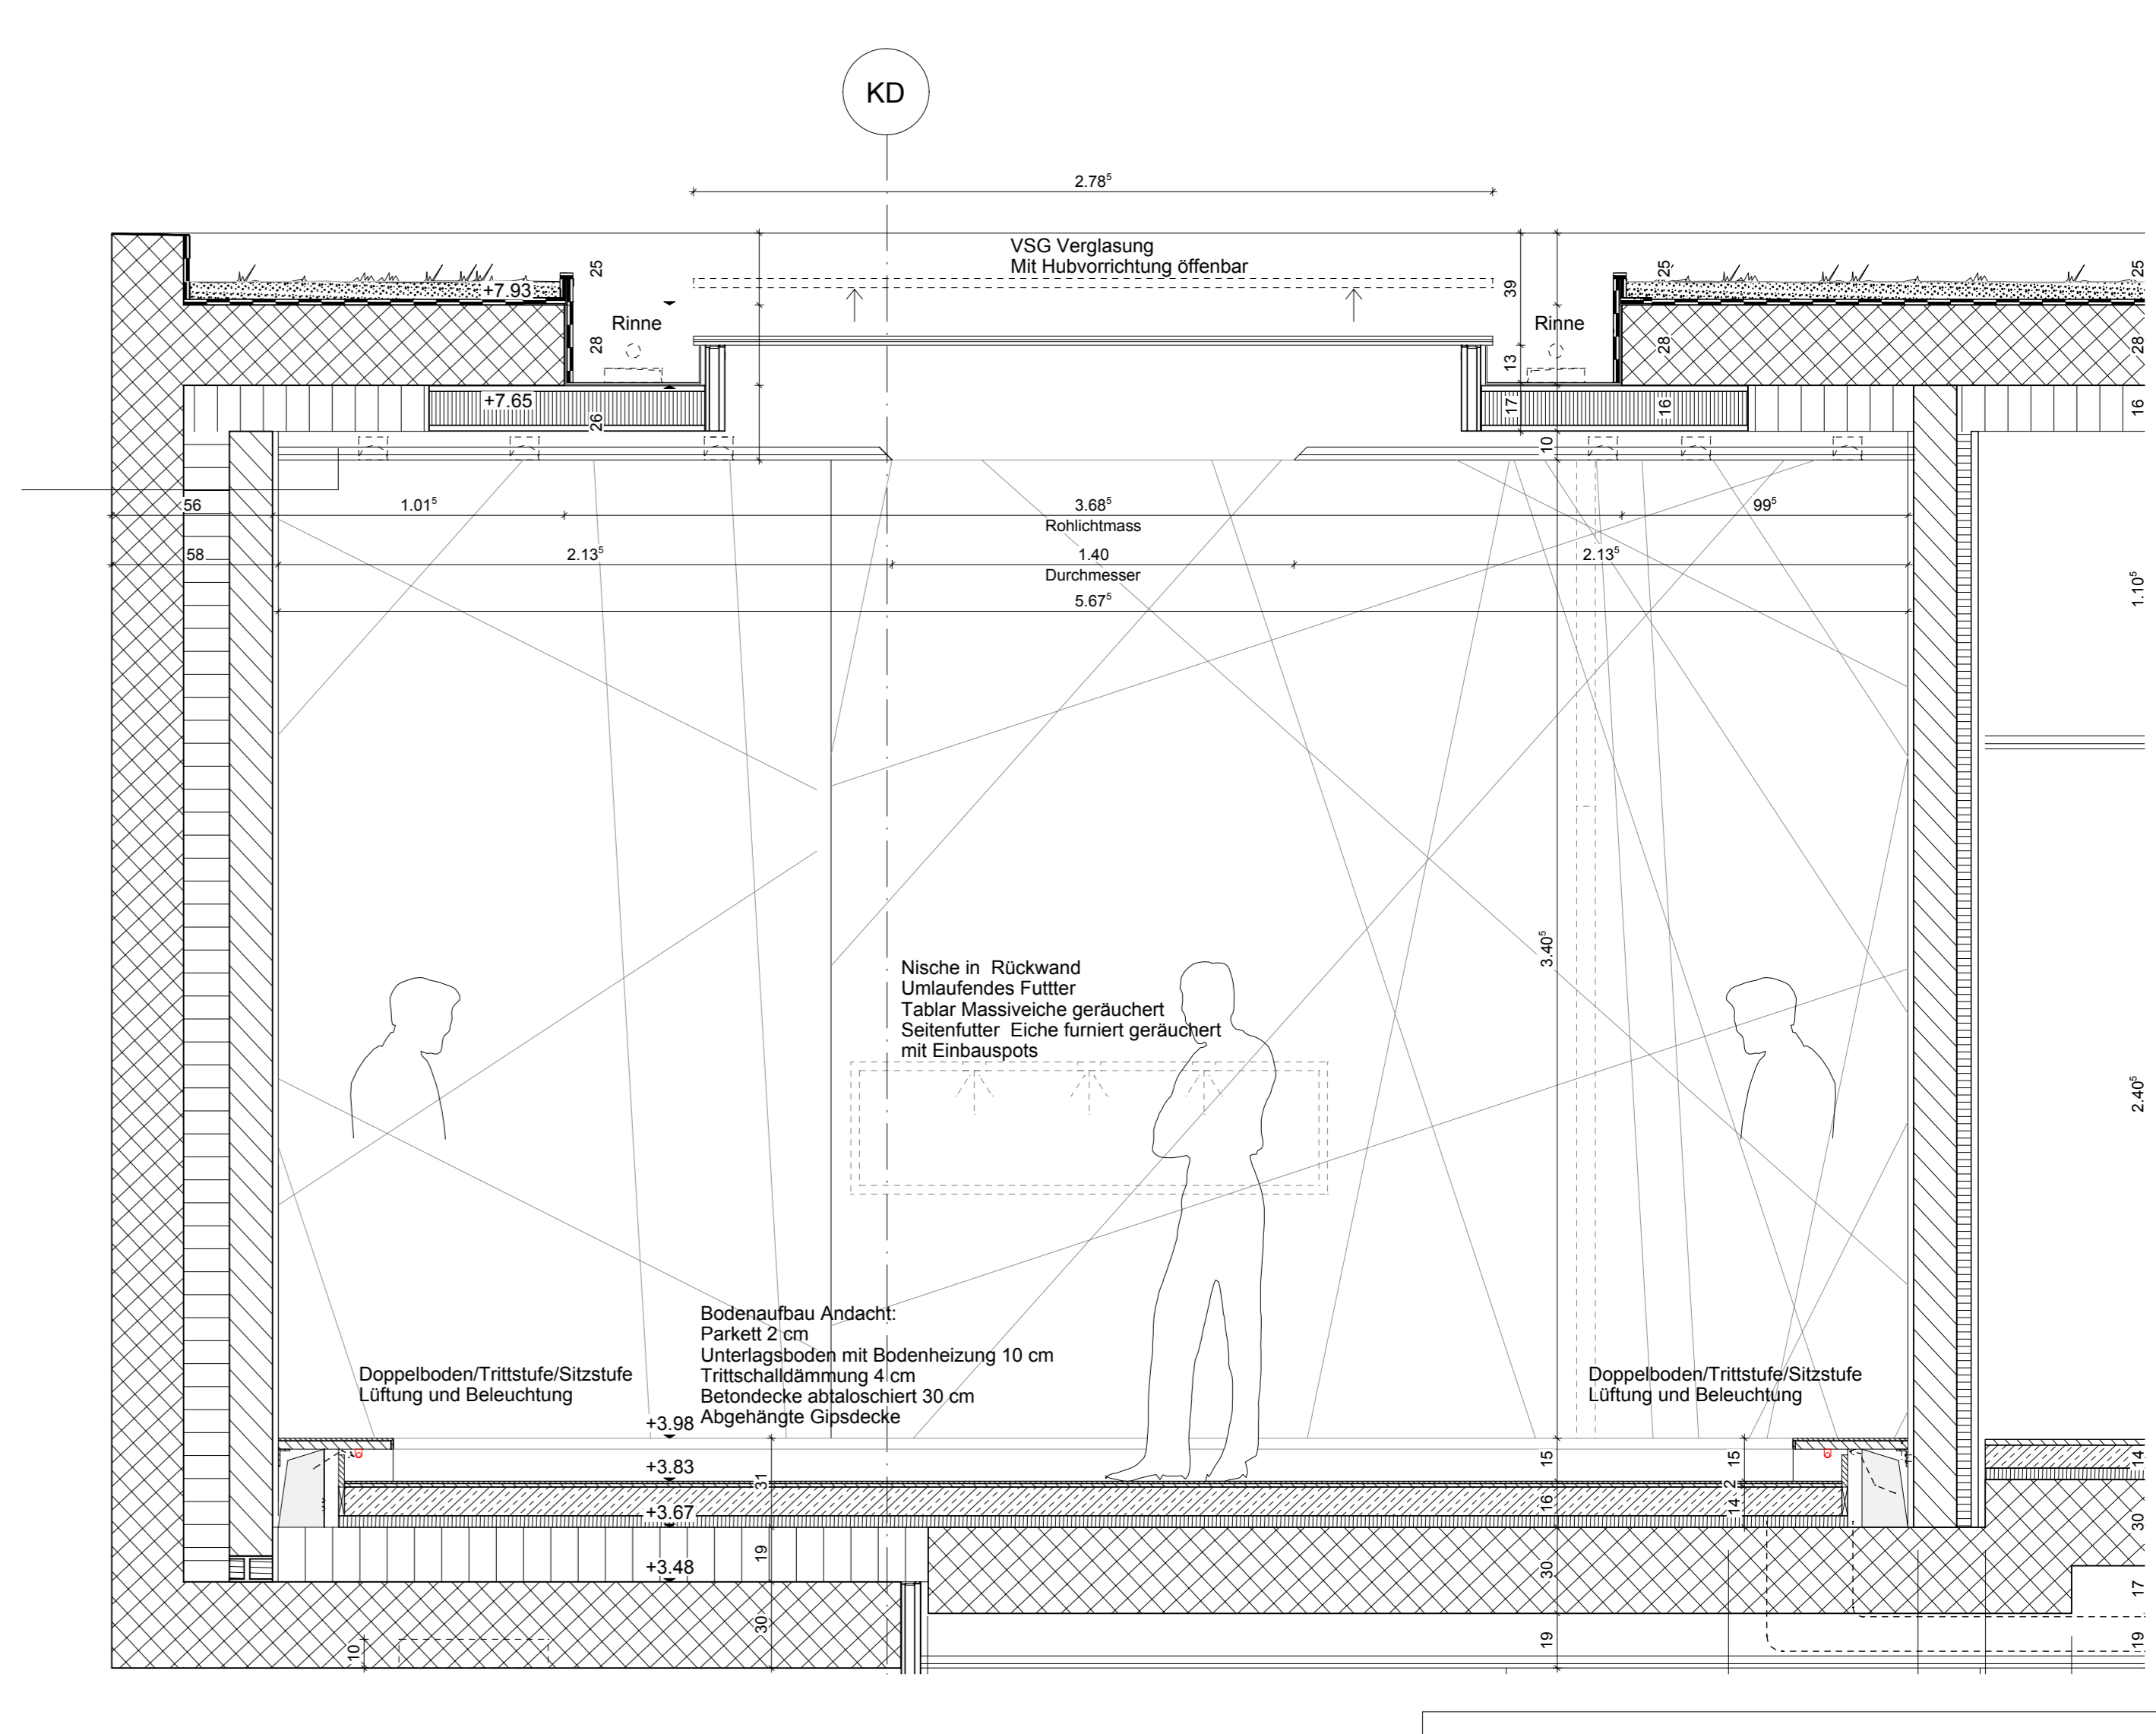 KD
2.78⁵
VSG Verglasung
Mit Hubvorrichtung öffenbar
25
25
25
+7.93
39
Rinne
Rinne
28
28
28
13
+7.65
26
17
16
16
10
56
1.01⁵
3.68⁵
99⁵
Rohlichtmass
58
2.13⁵
1.40
2.13⁵
Durchmesser
1.10⁵
5.67⁵
3.40⁵
Nische in Rückwand
Umlaufendes Futtter
Tablar Massiveiche geräuchert
Seitenfutter Eiche furniert geräuchert
mit Einbauspots
2.40⁵
Bodenaufbau Andacht:
Parkett 2 cm
Unterlagsboden mit Bodenheizung 10 cm
Trittschalldämmung 4 cm
Betondecke abtaloschiert 30 cm
Abgehängte Gipsdecke
Doppelboden/Trittstufe/Sitzstufe
Lüftung und Beleuchtung
Doppelboden/Trittstufe/Sitzstufe
Lüftung und Beleuchtung
+3.98
15
15
14
+3.83
31
2
16
14
+3.67
30
19
+3.48
30
17
30
10
19
19